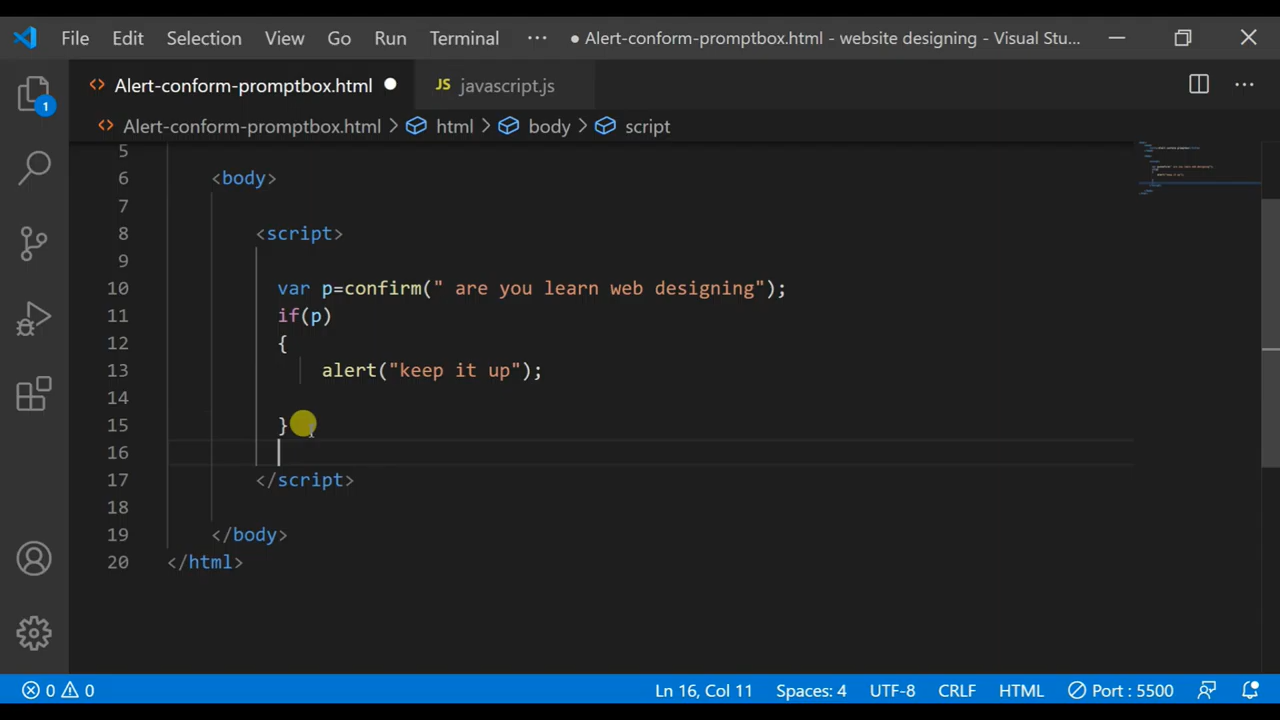 File Edit Selection View Go Run Terminal ··· ● Alert-conform-promptbox.html - website designing - Visual Stu...
<> Alert-conform-promptbox.html ● JS javascript.js ···
<> Alert-conform-promptbox.html > html > body > script
1
5
6 <body>
7
8 <script>
9
10 var p=confirm(" are you learn web designing");
11 if(p)
12 {
13 alert("keep it up");
14
15 }
16
17 </script>
18
19 </body>
20 </html>
0 0 Ln 16, Col 11 Spaces: 4 UTF-8 CRLF HTML Port : 5500